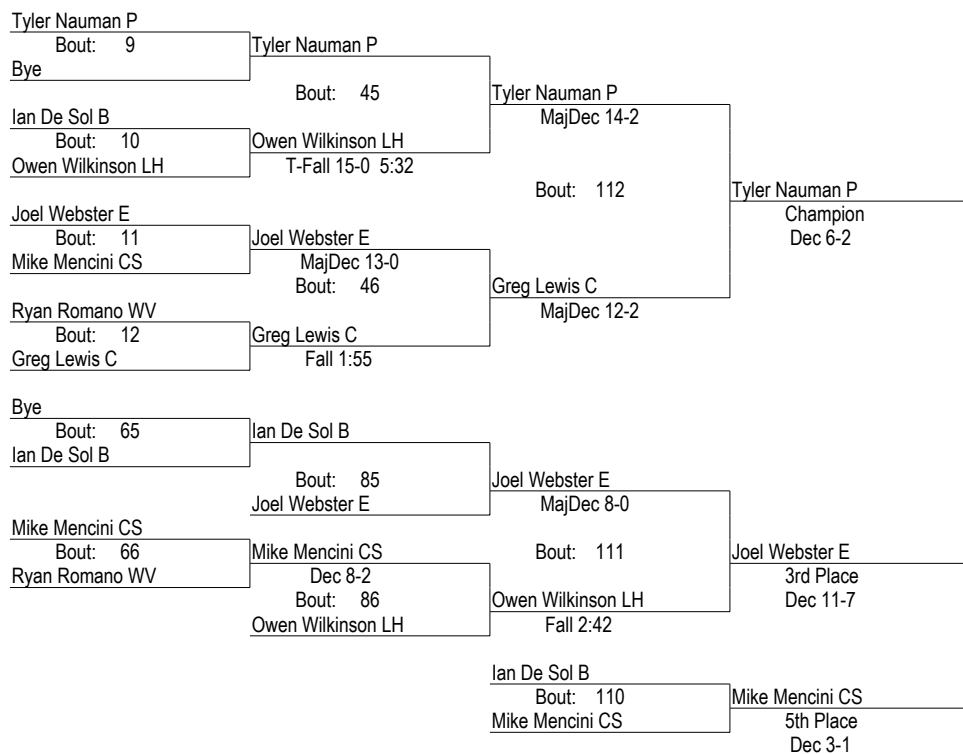 Tyler Nauman P
Bout: 9
Bye
Tyler Nauman P
Bout: 45
Ian De Sol B
Bout: 10
Owen Wilkinson LH
Owen Wilkinson LH
T-Fall 15-0 5:32
Tyler Nauman P
MajDec 14-2
Bout: 112
Joel Webster E
Bout: 11
Mike Mencini CS
Joel Webster E
MajDec 13-0
Bout: 46
Ryan Romano WV
Bout: 12
Greg Lewis C
Greg Lewis C
Fall 1:55
Greg Lewis C
MajDec 12-2
Tyler Nauman P
Champion
Dec 6-2
Bye
Bout: 65
Ian De Sol B
Ian De Sol B
Bout: 85
Joel Webster E
Joel Webster E
MajDec 8-0
Bout: 111
Mike Mencini CS
Bout: 66
Ryan Romano WV
Mike Mencini CS
Dec 8-2
Bout: 86
Owen Wilkinson LH
Owen Wilkinson LH
Fall 2:42
Joel Webster E
3rd Place
Dec 11-7
Ian De Sol B
Bout: 110
Mike Mencini CS
Mike Mencini CS
5th Place
Dec 3-1